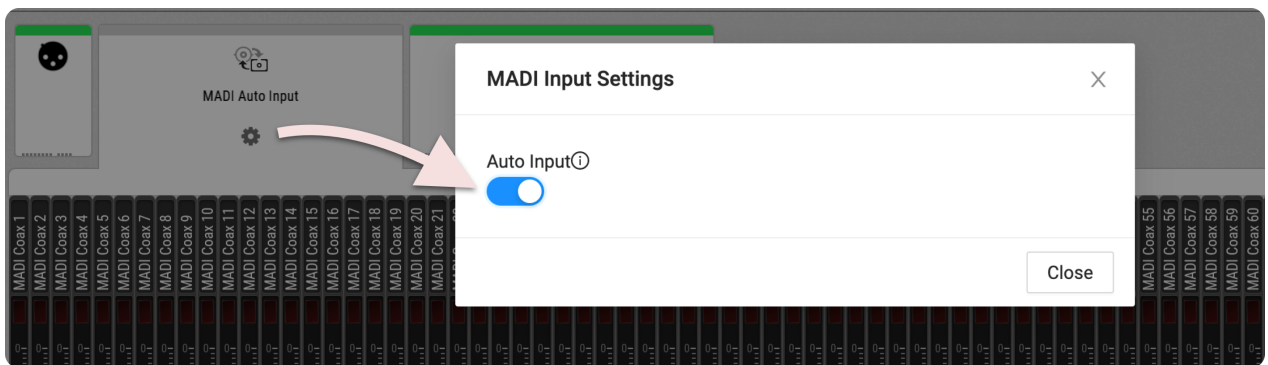 MADI Auto Input
MADI Input Settings
Auto Input
Close
MADI Coax 1
MADI Coax 2
MADI Coax 3
MADI Coax 4
MADI Coax 5
MADI Coax 6
MADI Coax 7
MADI Coax 8
MADI Coax 9
MADI Coax 10
MADI Coax 11
MADI Coax 12
MADI Coax 13
MADI Coax 14
MADI Coax 15
MADI Coax 16
MADI Coax 17
MADI Coax 18
MADI Coax 19
MADI Coax 20
MADI Coax 21
MADI Coax 55
MADI Coax 56
MADI Coax 57
MADI Coax 58
MADI Coax 59
MADI Coax 60